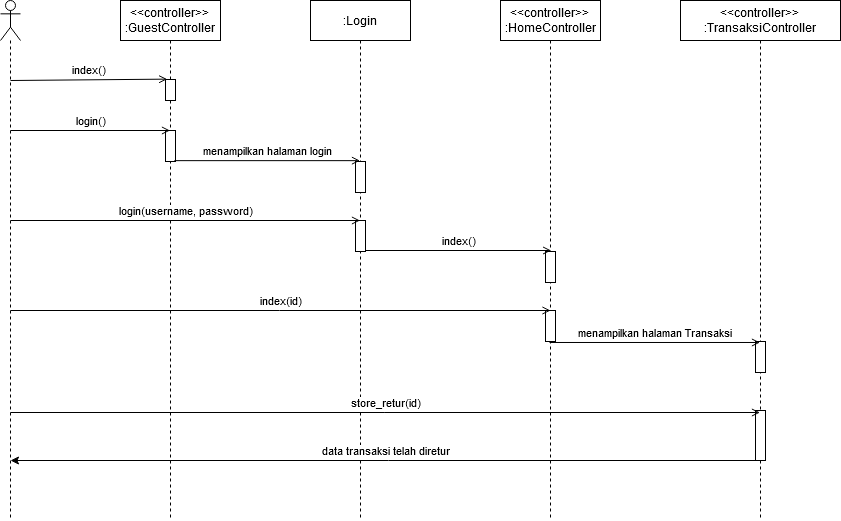 <<controller>>
:GuestController
:Login
<<controller>>
:HomeController
<<controller>>
:TransaksiController
index()
login()
menampilkan halaman login
login(username, password)
index()
index(id)
menampilkan halaman Transaksi
store_retur(id)
data transaksi telah diretur